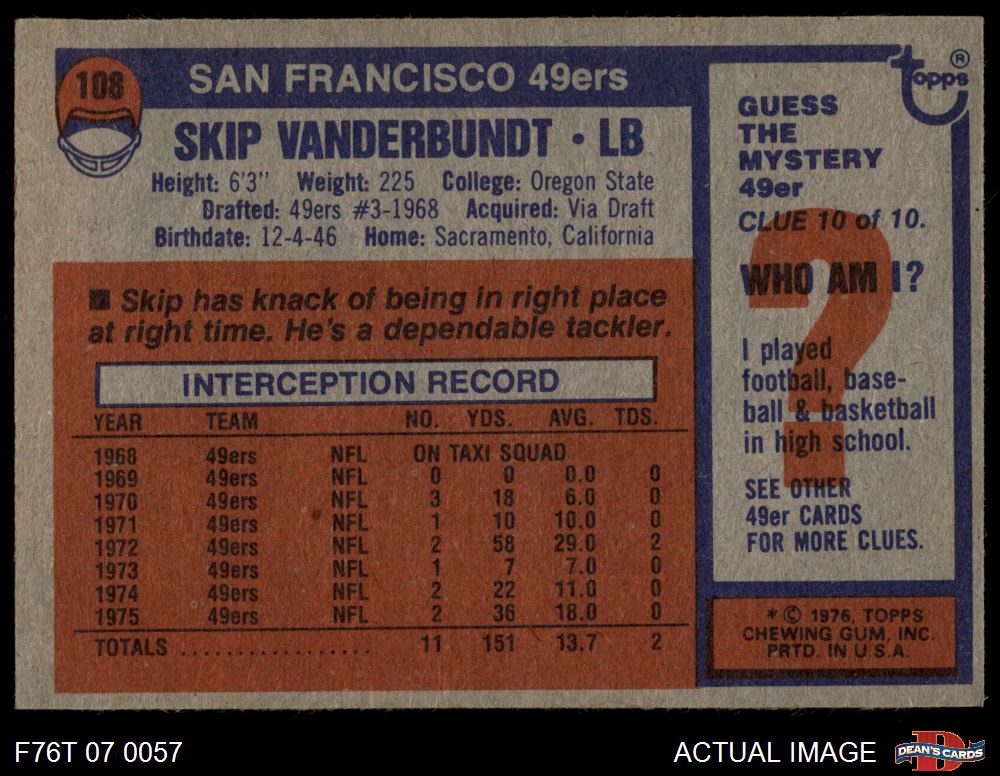 108
SAN FRANCISCO 49ers
SKIP VANDERBUNDT • LB
Height: 6'3" Weight: 225 College: Oregon State
Drafted: 49ers #3-1968 Acquired: Via Draft
Birthdate: 12-4-46 Home: Sacramento, California
■ Skip has knack of being in right place
at right time. He's a dependable tackler.
INTERCEPTION RECORD
YEAR TEAM NO. YDS. AVG. TDS.
1968 49ers NFL ON TAXI SQUAD
1969 49ers NFL 0 0 0.0 0
1970 49ers NFL 3 18 6.0 0
1971 49ers NFL 1 10 10.0 0
1972 49ers NFL 2 58 29.0 2
1973 49ers NFL 1 7 7.0 0
1974 49ers NFL 2 22 11.0 0
1975 49ers NFL 2 36 18.0 0
TOTALS ................. 11 151 13.7 2
topps ®
GUESS
THE
MYSTERY
49er
CLUE 10 of 10.
?
WHO AM I?
I played
football, base-
ball & basketball
in high school.
SEE OTHER
49er CARDS
FOR MORE CLUES.
* © 1976, TOPPS
CHEWING GUM, INC.
PRTD. IN U.S.A.
F76T 07 0057
ACTUAL IMAGE
DEAN'S CARDS